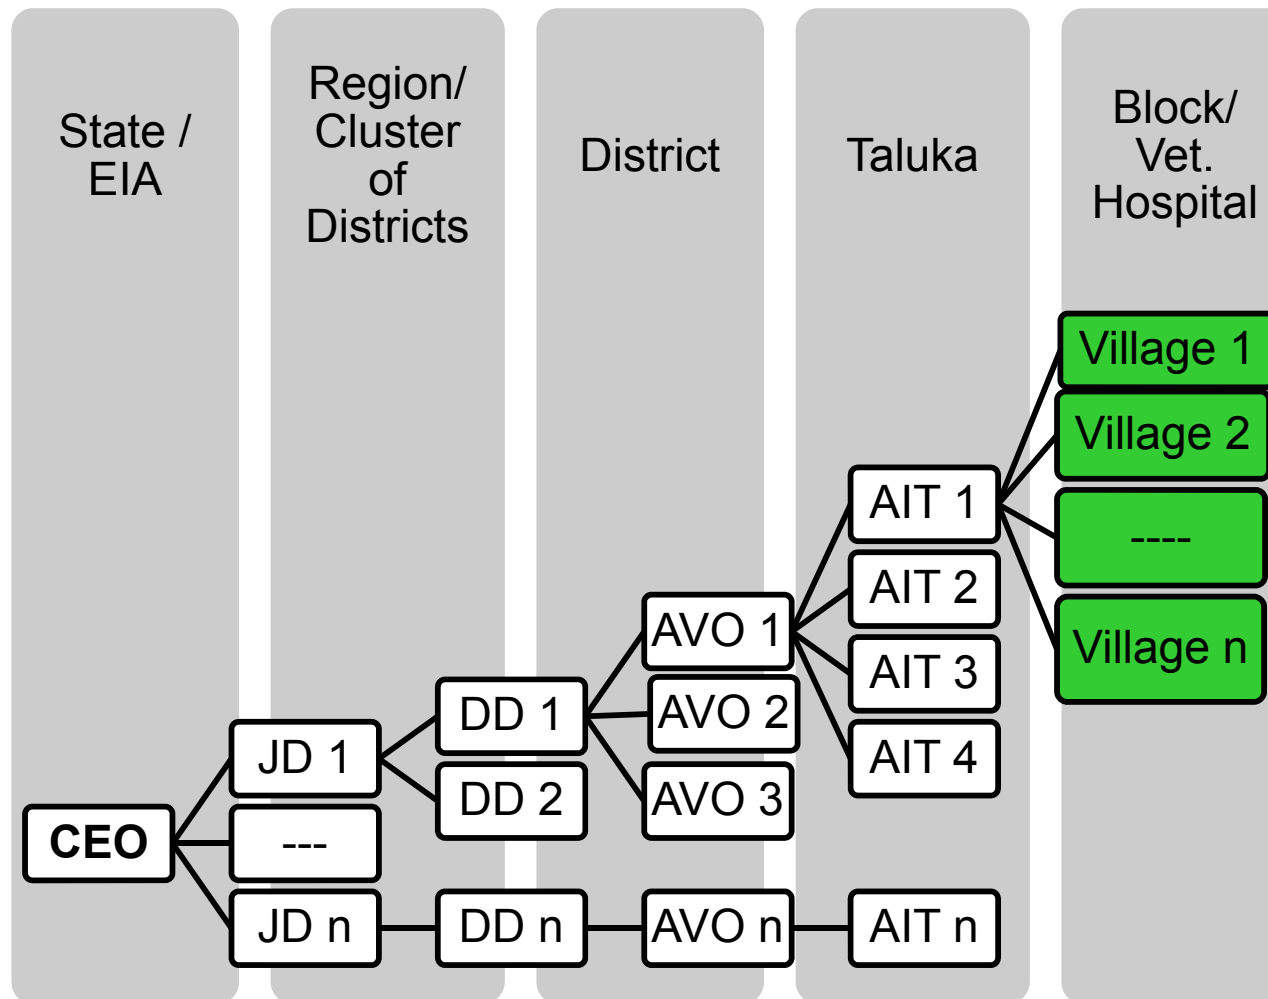 State /
EIA
Region/
Cluster
of
Districts
District
Taluka
Block/
Vet.
Hospital
CEO
JD 1
---
JD n
DD 1
DD 2
DD n
AVO 1
AVO 2
AVO 3
AVO n
AIT 1
AIT 2
AIT 3
AIT 4
AIT n
Village 1
Village 2
----
Village n